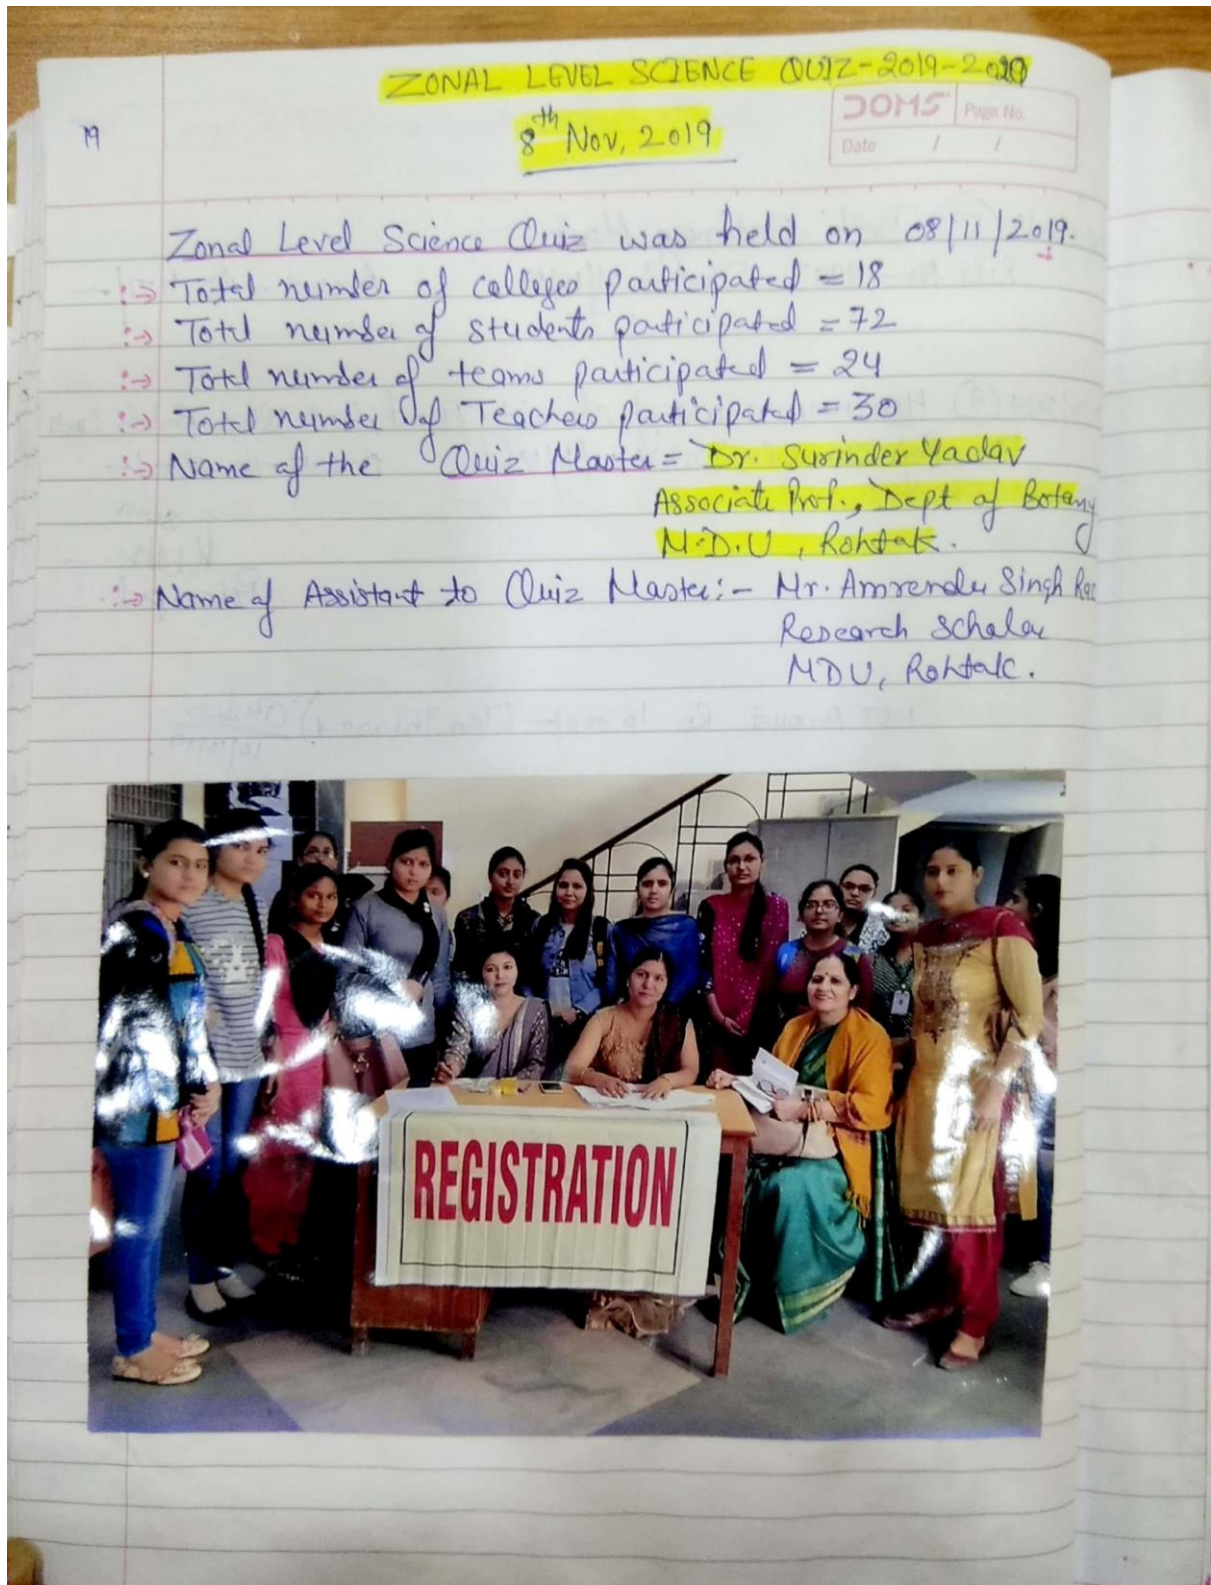 ZONAL LEVEL SCIENCE QUIZ-2019-2020
19
8th Nov, 2019
DOMS
Page No.
Date / /
Zonal Level Science Quiz was held on 08/11/2019.
:→ Total number of colleges participated = 18
:→ Total number of students participated = 72
:→ Total number of teams participated = 24
:→ Total number of Teachers participated = 30
:→ Name of the Quiz Master = Dr. Surinder Yadav
Associate Prof., Dept of Botany
M.D.U, Rohtak.
:→ Name of Assistant to Quiz Master:- Mr. Amrender Singh
Research Scholar
MDU, Rohtak.
REGISTRATION